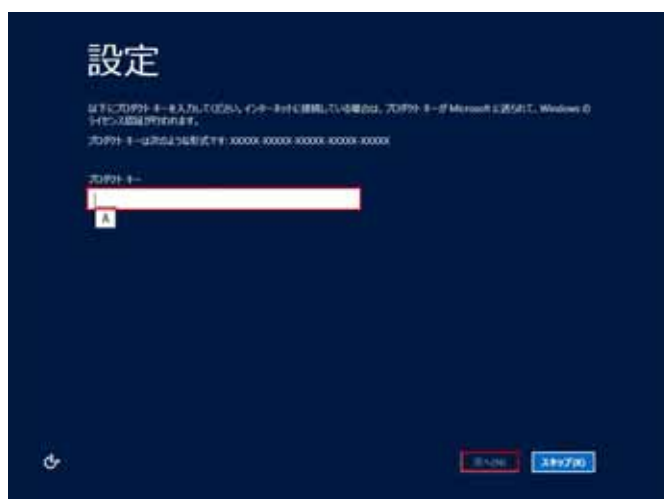 設定
以下にプロダクト キーを入力してください。インターネットに接続している場合は、プロダクト キーが Microsoft に送られて、Windows の
ライセンス認証が行われます。
プロダクト キーは次のような形式です: XXXXX-XXXXX-XXXXX-XXXXX-XXXXX
プロダクト キー
A
次へ(N) スキップ(R)